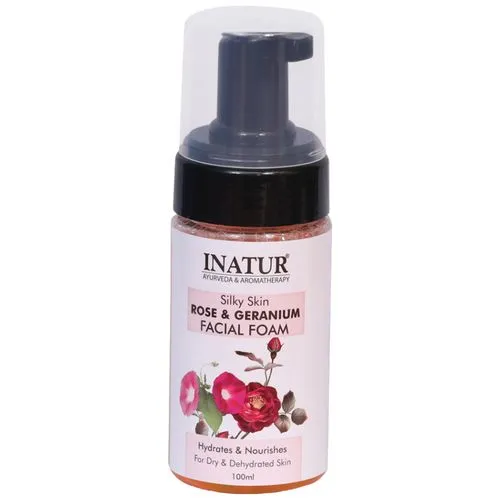 INATUR®
AYURVEDA & AROMATHERAPY
Silky Skin
ROSE & GERANIUM
FACIAL FOAM
Hydrates & Nourishes
For Dry & Dehydrated Skin
100ml